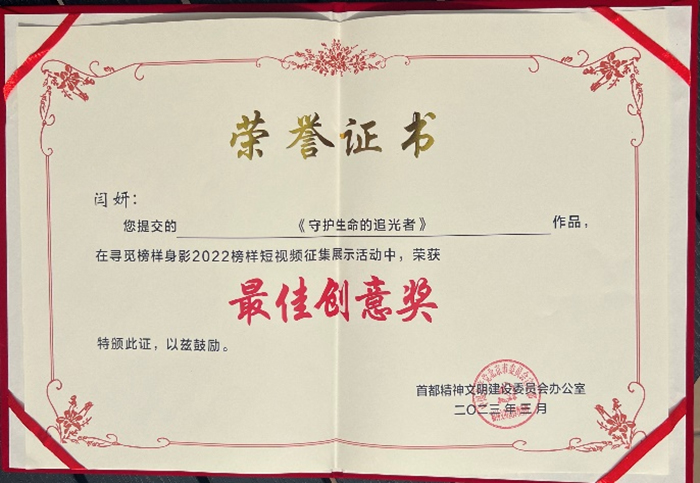 荣誉证书
闫妍：
您提交的 《守护生命的追光者》 作品，
在寻觅榜样身影2022榜样短视频征集展示活动中，荣获
最佳创意奖
特颁此证，以兹鼓励。
首都精神文明建设委员会办公室
二〇二三年三月